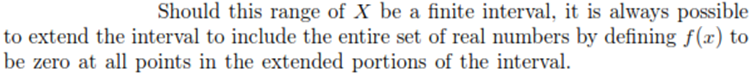 Should this range of X be a finite interval, it is always possible
to extend the interval to include the entire set of real numbers by defining f(x) to
be zero at all points in the extended portions of the interval.